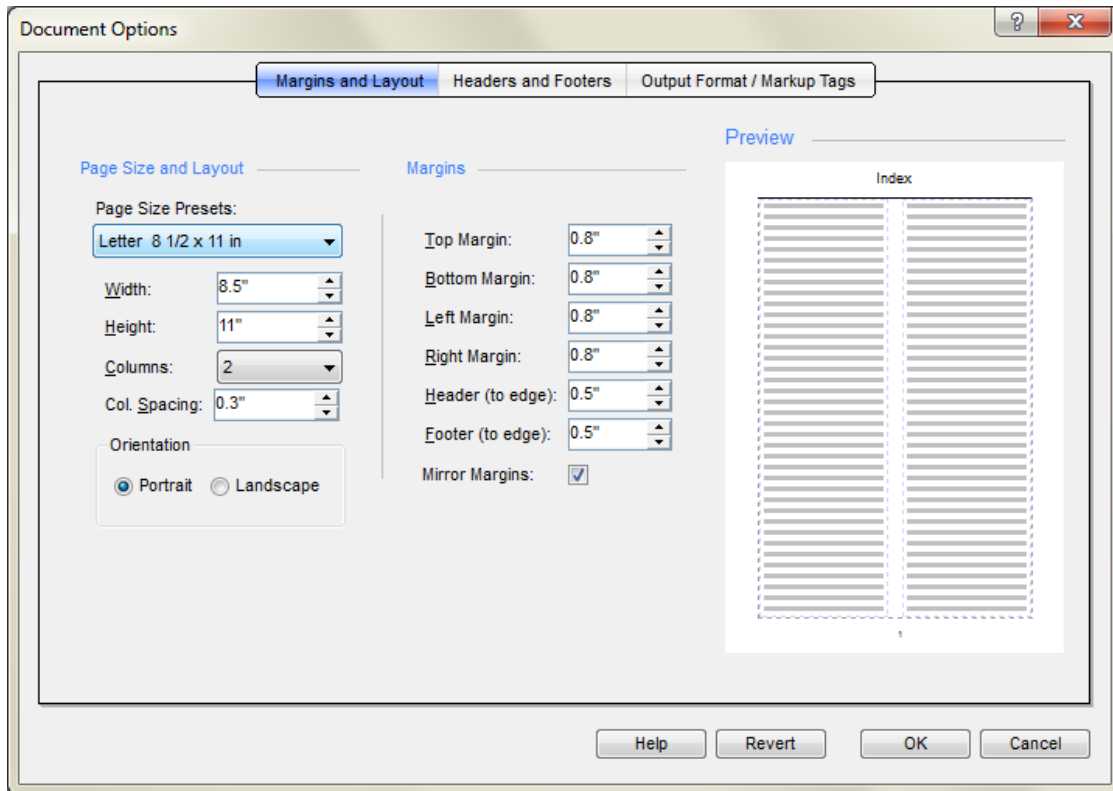 Document Options
Margins and Layout
Headers and Footers
Output Format / Markup Tags
Page Size and Layout
Page Size Presets:
Letter 8 1/2 x 11 in
Width: 8.5"
Height: 11"
Columns: 2
Col. Spacing: 0.3"
Orientation
Portrait
Landscape
Margins
Top Margin: 0.8"
Bottom Margin: 0.8"
Left Margin: 0.8"
Right Margin: 0.8"
Header (to edge): 0.5"
Footer (to edge): 0.5"
Mirror Margins:
Preview
Index
1
Help
Revert
OK
Cancel